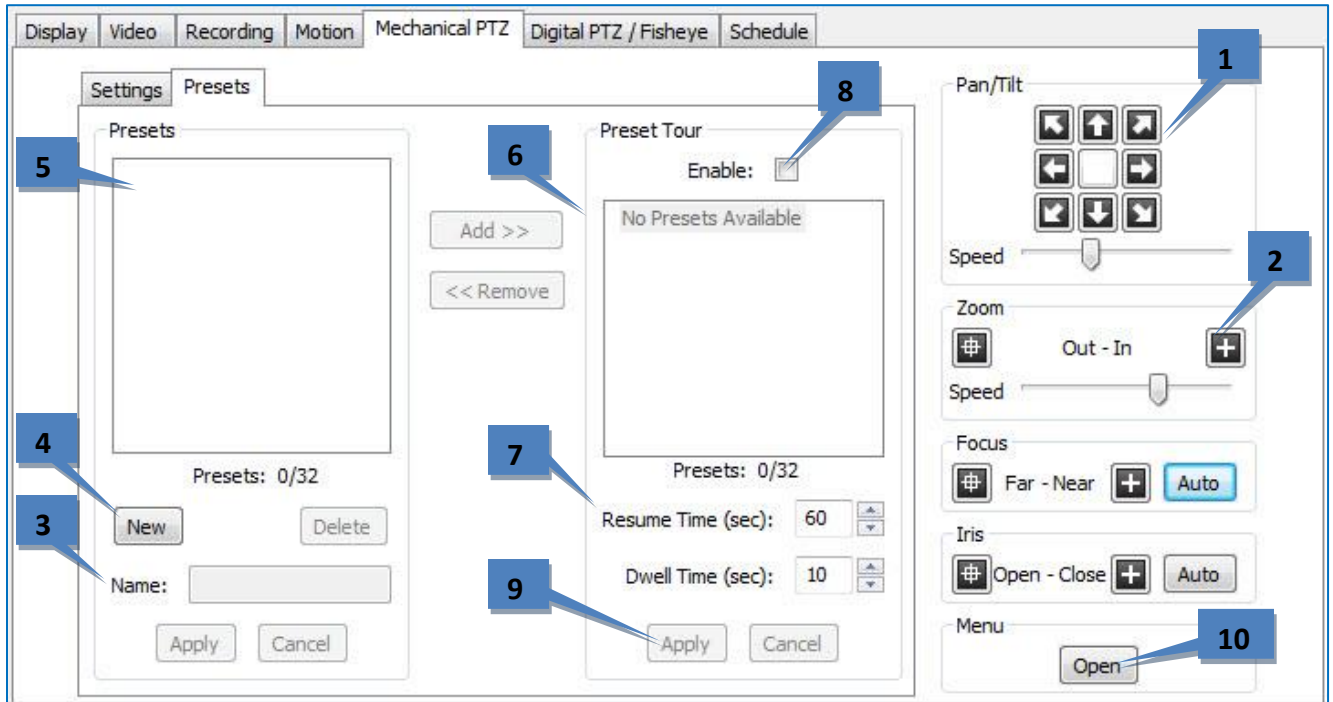 Display Video Recording Motion Mechanical PTZ Digital PTZ / Fisheye Schedule
Settings Presets
Presets
5
Presets: 0/32
4
New Delete
3
Name:
Apply Cancel
Add >>
<< Remove
Preset Tour
8
Enable:
6
No Presets Available
Presets: 0/32
7
Resume Time (sec): 60
Dwell Time (sec): 10
9
Apply Cancel
1
Pan/Tilt
Speed
2
Zoom
Out - In
Speed
Focus
Far - Near Auto
Iris
Open - Close Auto
Menu
10
Open